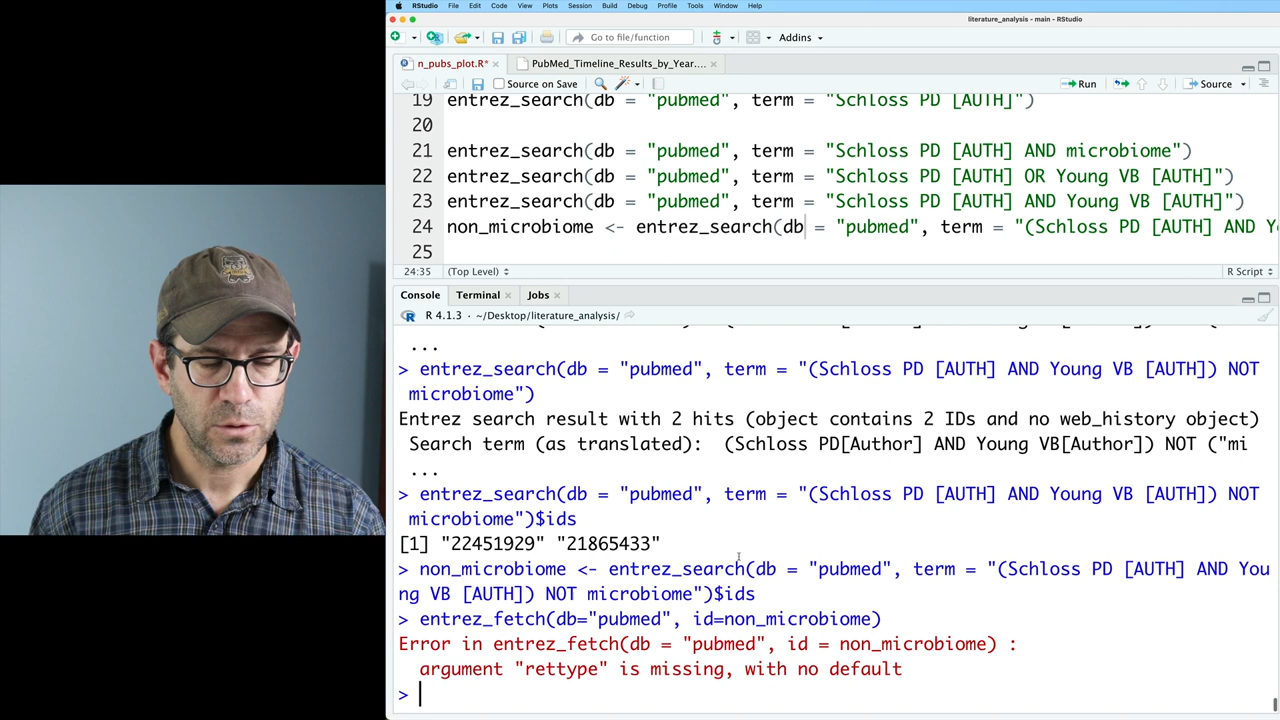 RStudio File Edit Code View Plots Session Build Debug Profile Tools Window Help
literature_analysis - main - RStudio
Go to file/function Addins
n_pubs_plot.R* PubMed_Timeline_Results_by_Year....
Source on Save Run Source
19 entrez_search(db = "pubmed", term = "Schloss PD [AUTH]")
20
21 entrez_search(db = "pubmed", term = "Schloss PD [AUTH] AND microbiome")
22 entrez_search(db = "pubmed", term = "Schloss PD [AUTH] OR Young VB [AUTH]")
23 entrez_search(db = "pubmed", term = "Schloss PD [AUTH] AND Young VB [AUTH]")
24 non_microbiome <- entrez_search(db = "pubmed", term = "(Schloss PD [AUTH] AND Y
25
24:35 (Top Level) R Script
Console Terminal Jobs
R 4.1.3 · ~/Desktop/literature_analysis/
...
> entrez_search(db = "pubmed", term = "(Schloss PD [AUTH] AND Young VB [AUTH]) NOT
microbiome")
Entrez search result with 2 hits (object contains 2 IDs and no web_history object)
Search term (as translated): (Schloss PD[Author] AND Young VB[Author]) NOT ("mi
...
> entrez_search(db = "pubmed", term = "(Schloss PD [AUTH] AND Young VB [AUTH]) NOT
microbiome")$ids
[1] "22451929" "21865433"
> non_microbiome <- entrez_search(db = "pubmed", term = "(Schloss PD [AUTH] AND You
ng VB [AUTH]) NOT microbiome")$ids
> entrez_fetch(db="pubmed", id=non_microbiome)
Error in entrez_fetch(db = "pubmed", id = non_microbiome) :
argument "rettype" is missing, with no default
>